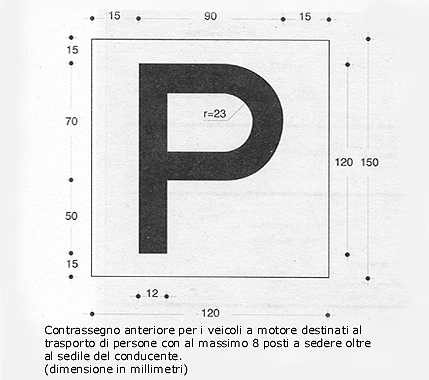 15 90 15
15
P
r=23
70
120 150
50
15
12
120
Contrassegno anteriore per i veicoli a motore destinati al
trasporto di persone con al massimo 8 posti a sedere oltre
al sedile del conducente.
(dimensione in millimetri)